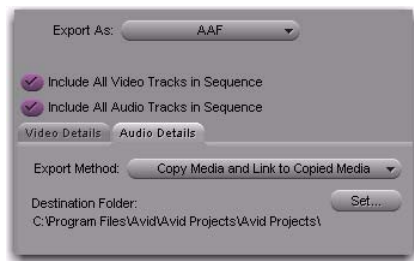 Export As: AAF
Include All Video Tracks in Sequence
Include All Audio Tracks in Sequence
Video Details Audio Details
Export Method: Copy Media and Link to Copied Media
Destination Folder: Set...
C:\Program Files\Avid\Avid Projects\Avid Projects\